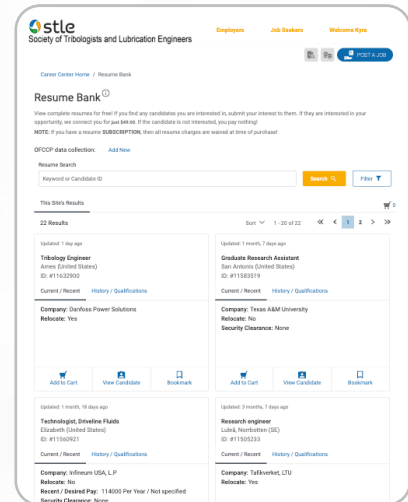 stle
Society of Tribologists and Lubrication Engineers
Employers
Job Seekers
Welcome Kyra
POST A JOB
Career Center Home / Resume Bank
Resume Bank
View complete resumes for free! If you find any candidates you are interested in, submit your interest to them. If they are interested in your
opportunity, we connect you for just $49.00. If the candidate is not interested, you pay nothing!
NOTE: If you have a resume SUBSCRIPTION, then all resume charges are waived at time of purchase!
OFCCP data collection: Add New
Resume Search
Keyword or Candidate ID
Search
Filter
This Site's Results
0
22 Results
Sort
1 - 20 of 22
1
2
Updated: 1 day ago
Tribology Engineer
Ames (United States)
ID: #11632900
Current / Recent History / Qualifications
Company: Danfoss Power Solutions
Relocate: Yes
Add to Cart
View Candidate
Bookmark
Updated: 1 month, 7 days ago
Graduate Research Assistant
San Antonio (United States)
ID: #11583519
Current / Recent History / Qualifications
Company: Texas A&M University
Relocate: No
Security Clearance: None
Add to Cart
View Candidate
Bookmark
Updated: 1 month, 18 days ago
Technologist, Driveline Fluids
Elizabeth (United States)
ID: #11560921
Current / Recent History / Qualifications
Company: Infineum USA, L.P
Relocate: No
Recent / Desired Pay: 114000 Per Year / Not specified
Security Clearance: None
Updated: 3 months, 7 days ago
Research engineer
Luleå, Norrbotten (SE)
ID: #11505233
Current / Recent History / Qualifications
Company: Tafikverket, LTU
Relocate: Yes